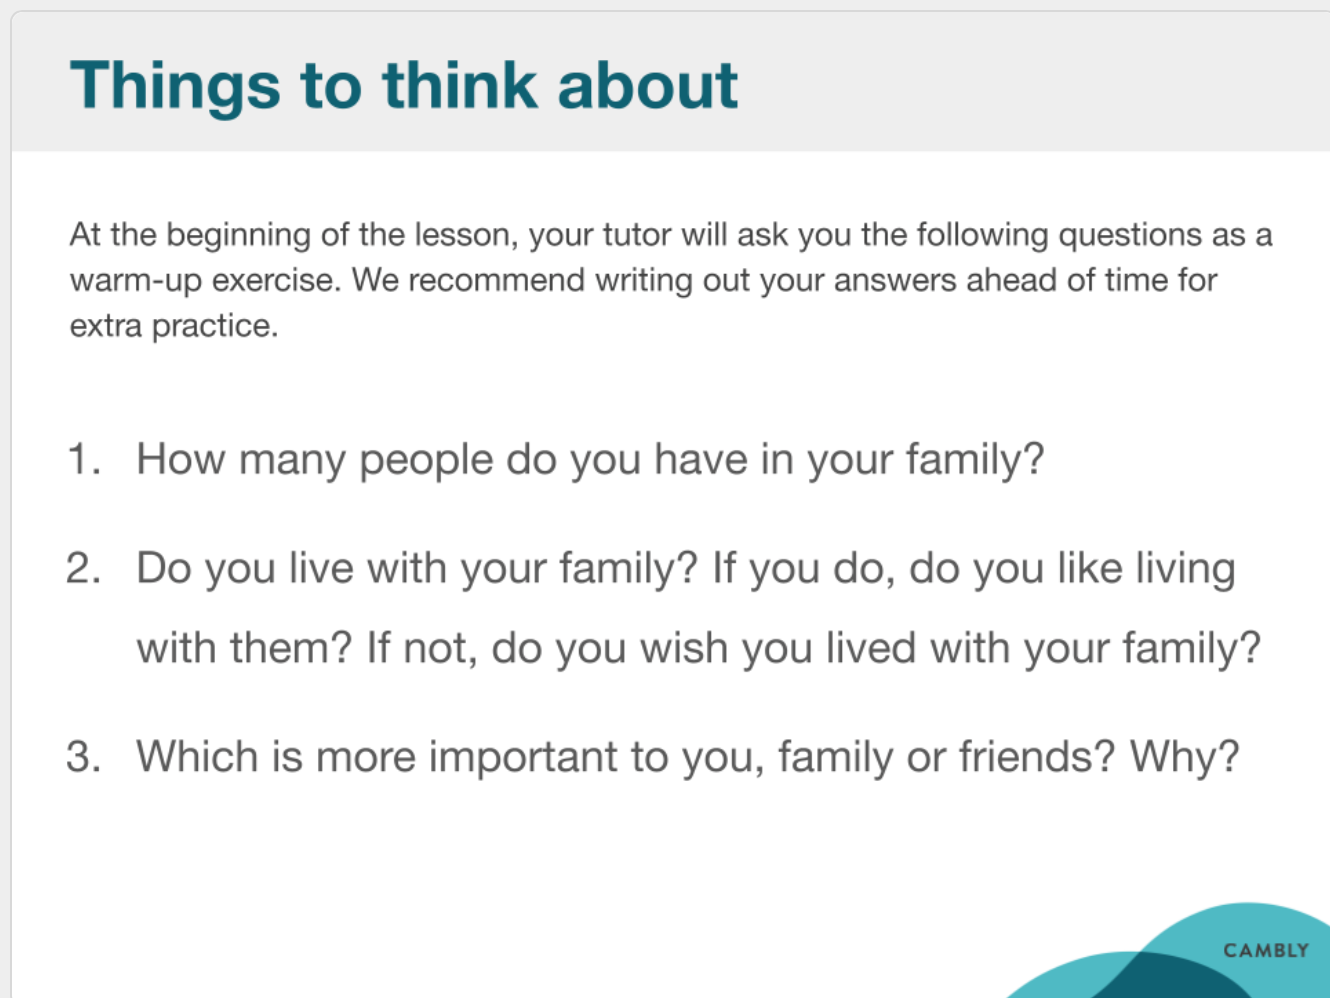 Things to think about
At the beginning of the lesson, your tutor will ask you the following questions as a
warm-up exercise. We recommend writing out your answers ahead of time for
extra practice.
1. How many people do you have in your family?
2. Do you live with your family? If you do, do you like living
with them? If not, do you wish you lived with your family?
3. Which is more important to you, family or friends? Why?
CAMBLY